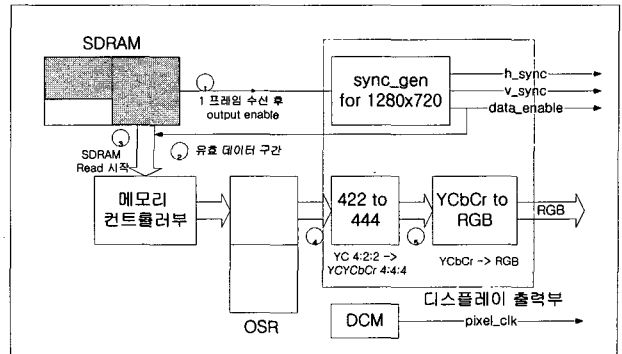 SDRAM
①
1 프레임 수신 후
output enable
sync_gen
for 1280x720
h_sync
v_sync
data_enable
③
SDRAM
Read 시작
② 유효 데이터 구간
메모리
컨트롤러부
OSR
④
422 to
444
YC 4:2:2 ->
YCYCbCr 4:4:4
⑤
YCbCr to
RGB
YCbCr -> RGB
RGB
디스플레이 출력부
DCM
pixel_clk